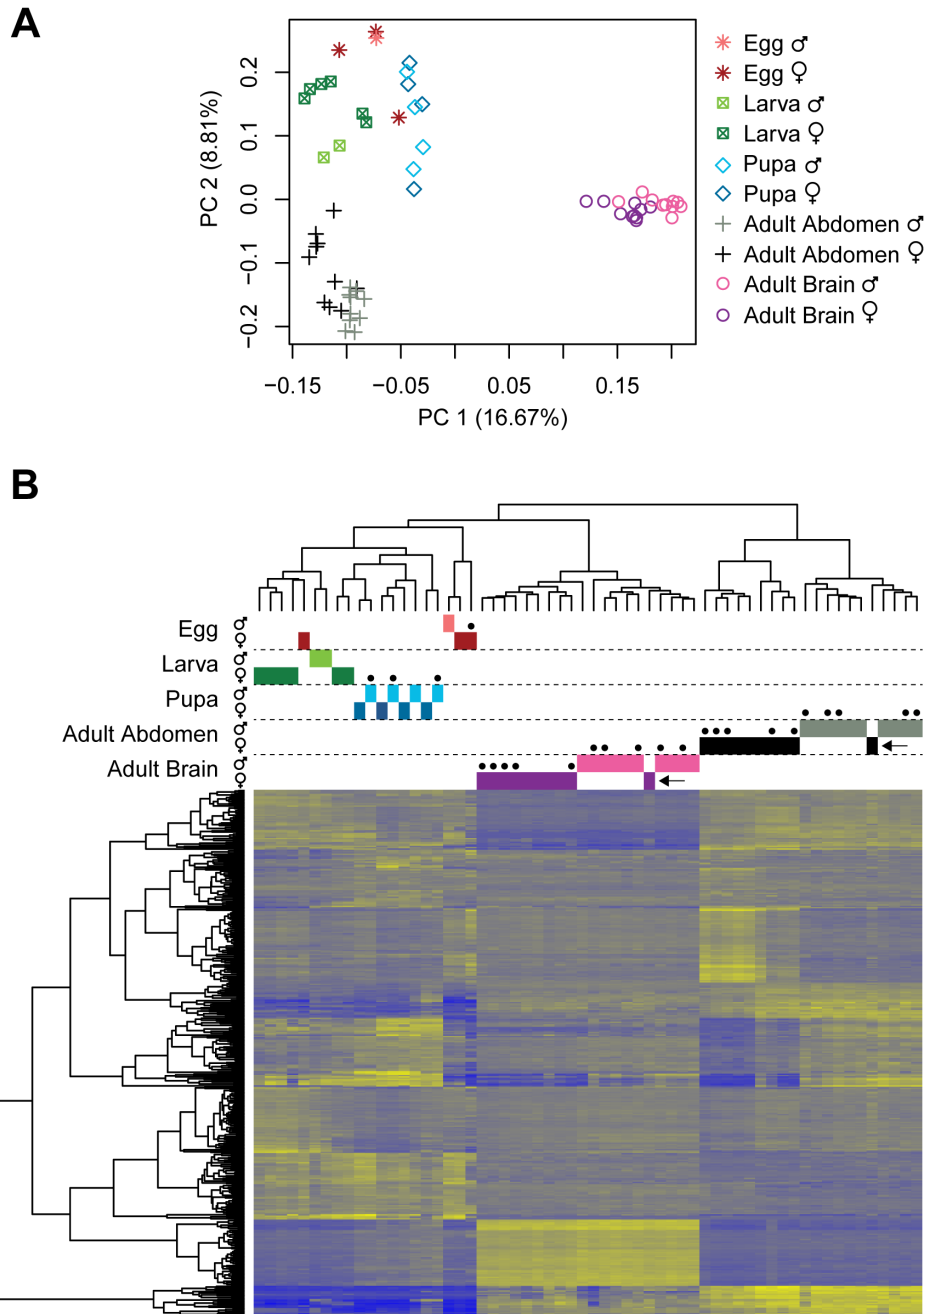 A
PC 2 (8.81%)
0.2
0.1
0.0
−0.1
−0.2
−0.15
−0.05
0.05
0.15
PC 1 (16.67%)
Egg ♂
Egg ♀
Larva ♂
Larva ♀
Pupa ♂
Pupa ♀
Adult Abdomen ♂
Adult Abdomen ♀
Adult Brain ♂
Adult Brain ♀
B
Egg ♂♀
Larva ♂♀
Pupa ♂♀
Adult Abdomen ♂♀
Adult Brain ♂♀